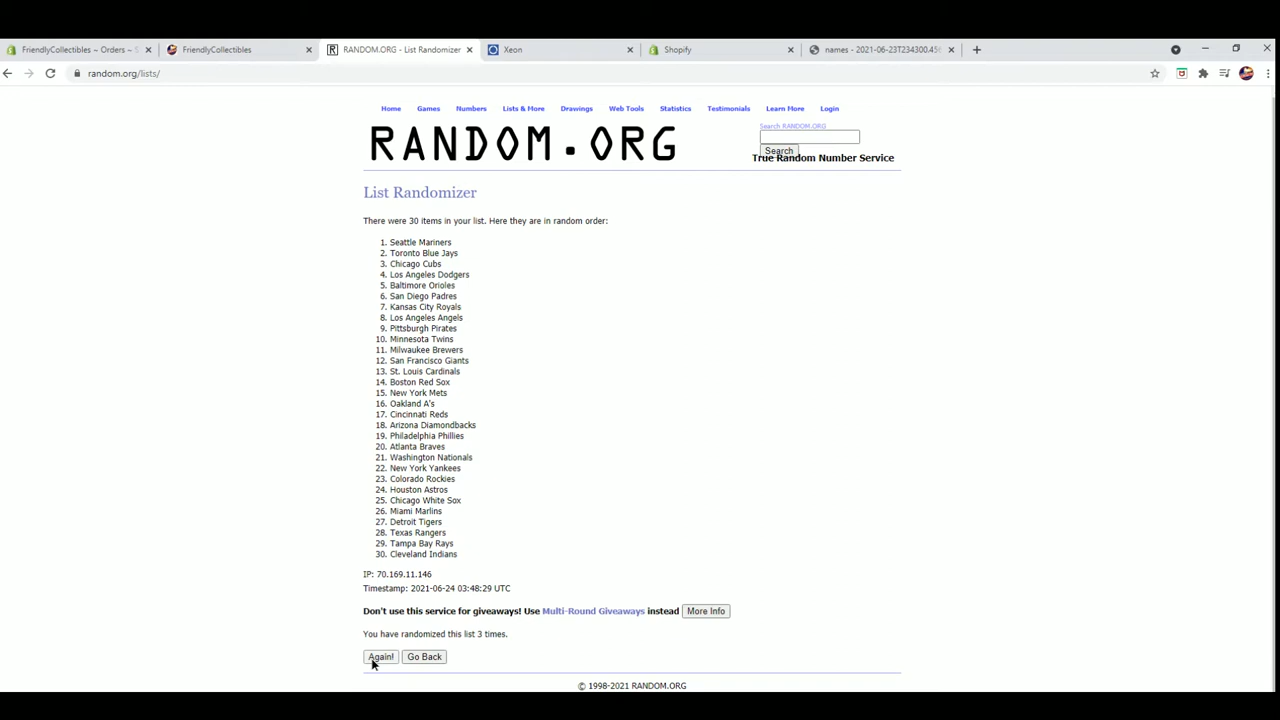 FriendlyCollectibles ~ Orders ~ S
FriendlyCollectibles
RANDOM.ORG - List Randomizer
Xeon
Shopify
names - 2021-06-23T234300.456
random.org/lists/
Home Games Numbers Lists & More Drawings Web Tools Statistics Testimonials Learn More Login
Search RANDOM.ORG
RANDOM.ORG
Search
True Random Number Service
List Randomizer
There were 30 items in your list. Here they are in random order:
1. Seattle Mariners
2. Toronto Blue Jays
3. Chicago Cubs
4. Los Angeles Dodgers
5. Baltimore Orioles
6. San Diego Padres
7. Kansas City Royals
8. Los Angeles Angels
9. Pittsburgh Pirates
10. Minnesota Twins
11. Milwaukee Brewers
12. San Francisco Giants
13. St. Louis Cardinals
14. Boston Red Sox
15. New York Mets
16. Oakland A's
17. Cincinnati Reds
18. Arizona Diamondbacks
19. Philadelphia Phillies
20. Atlanta Braves
21. Washington Nationals
22. New York Yankees
23. Colorado Rockies
24. Houston Astros
25. Chicago White Sox
26. Miami Marlins
27. Detroit Tigers
28. Texas Rangers
29. Tampa Bay Rays
30. Cleveland Indians
IP: 70.169.11.146
Timestamp: 2021-06-24 03:48:29 UTC
Don't use this service for giveaways! Use Multi-Round Giveaways instead More Info
You have randomized this list 3 times.
Again! Go Back
© 1998-2021 RANDOM.ORG